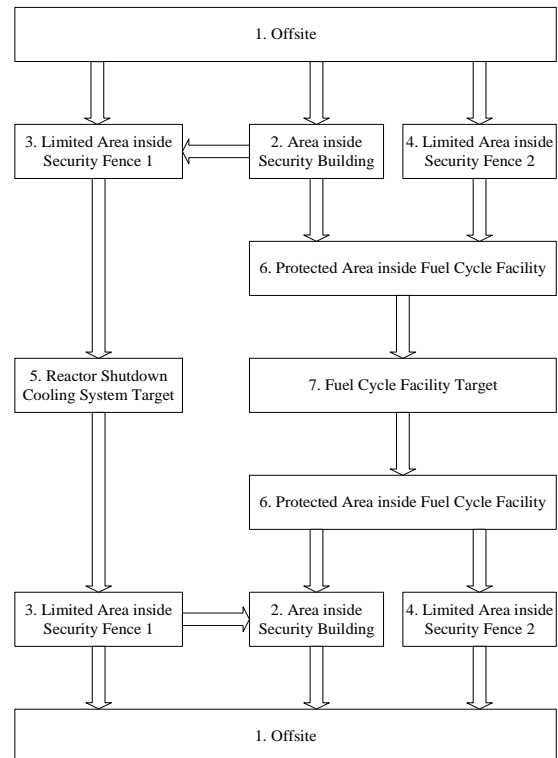 1. Offsite
3. Limited Area inside
Security Fence 1
2. Area inside
Security Building
4. Limited Area inside
Security Fence 2
6. Protected Area inside Fuel Cycle Facility
5. Reactor Shutdown
Cooling System Target
7. Fuel Cycle Facility Target
6. Protected Area inside Fuel Cycle Facility
3. Limited Area inside
Security Fence 1
2. Area inside
Security Building
4. Limited Area inside
Security Fence 2
1. Offsite